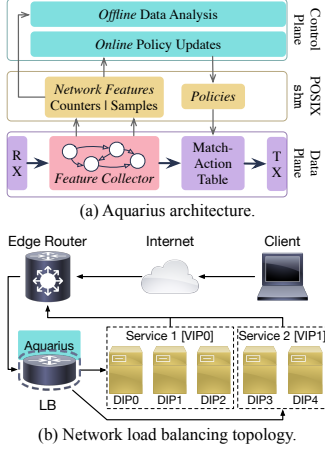 Offline Data Analysis
Online Policy Updates
Control
Plane
Network Features
Counters | Samples
Policies
POSIX
shm
RX
Feature Collector
Match-
Action
Table
TX
Data
Plane
(a) Aquarius architecture.
Edge Router
Internet
Client
Service 1 [VIP0]
Service 2 [VIP1]
Aquarius
LB
DIP0
DIP1
DIP2
DIP3
DIP4
(b) Network load balancing topology.